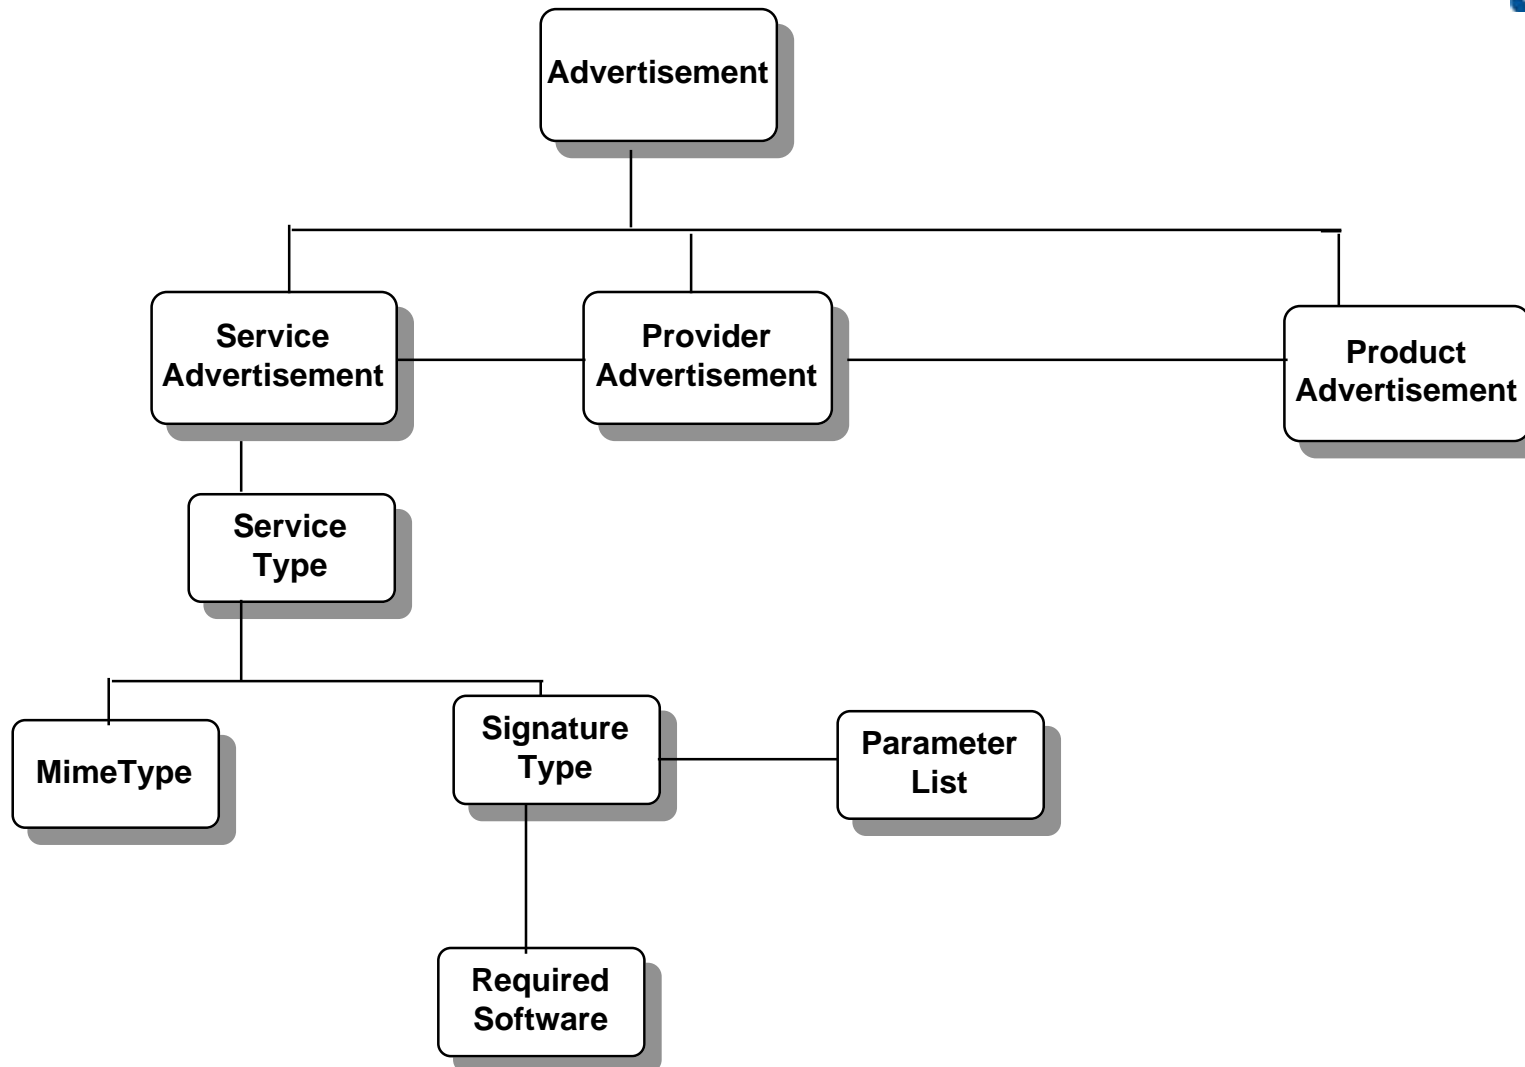 Advertisement
Service
Advertisement
Provider
Advertisement
Product
Advertisement
Service
Type
MimeType
Signature
Type
Parameter
List
Required
Software